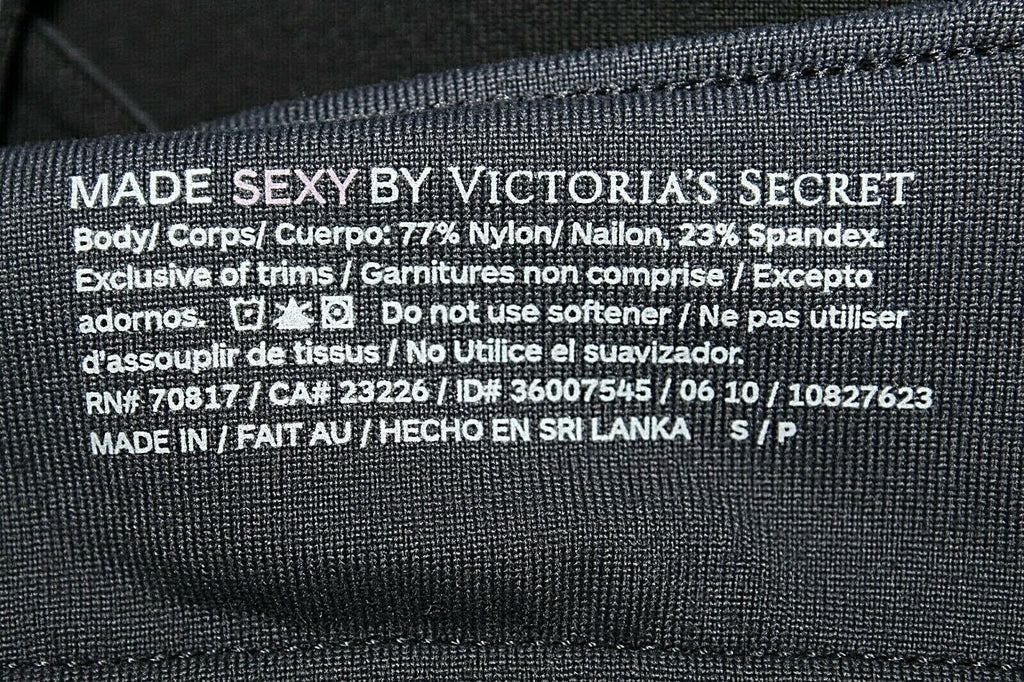 MADE SEXY BY VICTORIA'S SECRET
Body/ Corps/ Cuerpo: 77% Nylon/ Nailon, 23% Spandex.
Exclusive of trims / Garnitures non comprise / Excepto
adornos. Do not use softener / Ne pas utiliser
d'assouplir de tissus / No Utilice el suavizador.
RN# 70817 / CA# 23226 / ID# 36007545 / 06 10 / 10827623
MADE IN / FAIT AU / HECHO EN SRI LANKA S / P